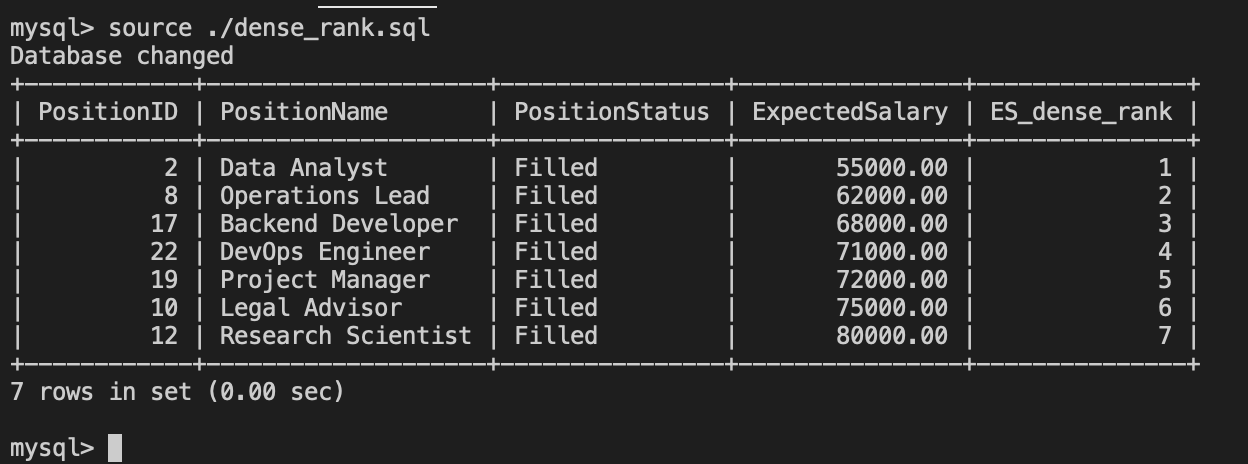 mysql> source ./dense_rank.sql
Database changed
+------------+--------------------+----------------+----------------+---------------+
| PositionID | PositionName | PositionStatus | ExpectedSalary | ES_dense_rank |
+------------+--------------------+----------------+----------------+---------------+
| 2 | Data Analyst | Filled | 55000.00 | 1 |
| 8 | Operations Lead | Filled | 62000.00 | 2 |
| 17 | Backend Developer | Filled | 68000.00 | 3 |
| 22 | DevOps Engineer | Filled | 71000.00 | 4 |
| 19 | Project Manager | Filled | 72000.00 | 5 |
| 10 | Legal Advisor | Filled | 75000.00 | 6 |
| 12 | Research Scientist | Filled | 80000.00 | 7 |
+------------+--------------------+----------------+----------------+---------------+
7 rows in set (0.00 sec)
mysql>